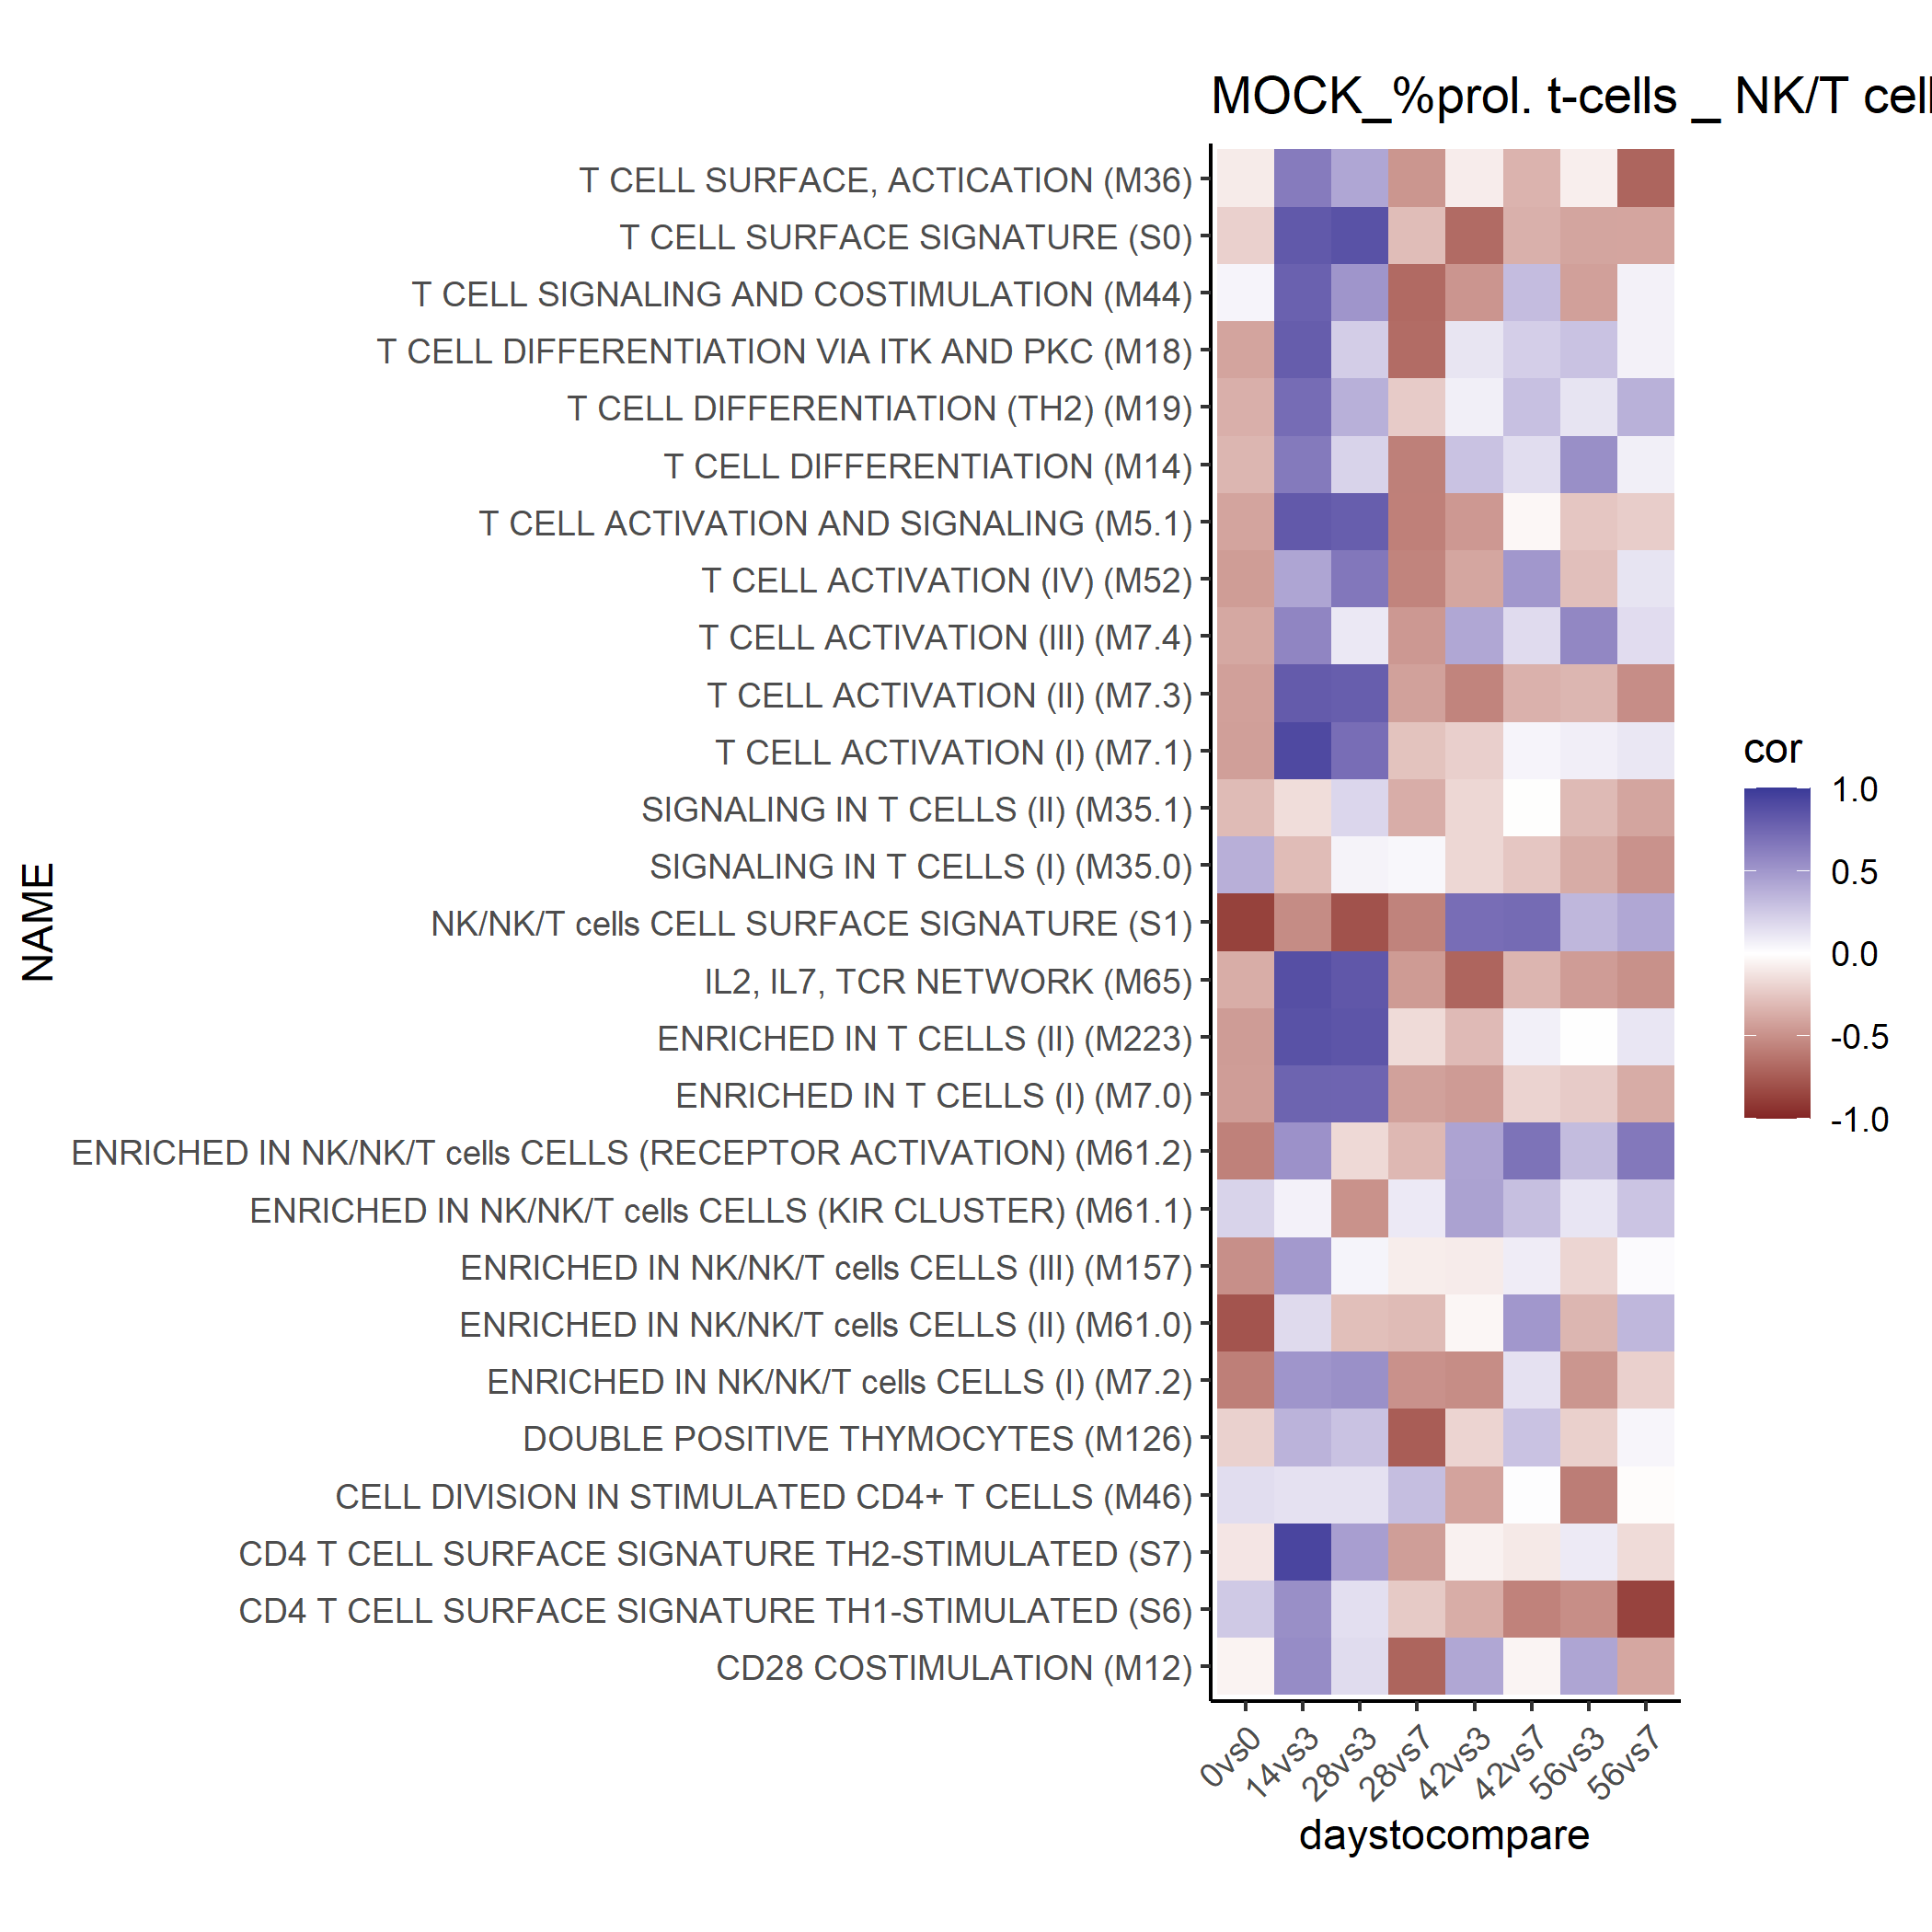 MOCK_%prol. t-cells _ NK/T cell
T CELL SURFACE, ACTICATION (M36)
T CELL SURFACE SIGNATURE (S0)
T CELL SIGNALING AND COSTIMULATION (M44)
T CELL DIFFERENTIATION VIA ITK AND PKC (M18)
T CELL DIFFERENTIATION (TH2) (M19)
T CELL DIFFERENTIATION (M14)
T CELL ACTIVATION AND SIGNALING (M5.1)
T CELL ACTIVATION (IV) (M52)
T CELL ACTIVATION (III) (M7.4)
T CELL ACTIVATION (II) (M7.3)
T CELL ACTIVATION (I) (M7.1)
SIGNALING IN T CELLS (II) (M35.1)
SIGNALING IN T CELLS (I) (M35.0)
NK/NK/T cells CELL SURFACE SIGNATURE (S1)
IL2, IL7, TCR NETWORK (M65)
ENRICHED IN T CELLS (II) (M223)
ENRICHED IN T CELLS (I) (M7.0)
ENRICHED IN NK/NK/T cells CELLS (RECEPTOR ACTIVATION) (M61.2)
ENRICHED IN NK/NK/T cells CELLS (KIR CLUSTER) (M61.1)
ENRICHED IN NK/NK/T cells CELLS (III) (M157)
ENRICHED IN NK/NK/T cells CELLS (II) (M61.0)
ENRICHED IN NK/NK/T cells CELLS (I) (M7.2)
DOUBLE POSITIVE THYMOCYTES (M126)
CELL DIVISION IN STIMULATED CD4+ T CELLS (M46)
CD4 T CELL SURFACE SIGNATURE TH2-STIMULATED (S7)
CD4 T CELL SURFACE SIGNATURE TH1-STIMULATED (S6)
CD28 COSTIMULATION (M12)
NAME
0vs0
14vs3
28vs3
28vs7
42vs3
42vs7
56vs3
56vs7
daystocompare
cor
1.0
0.5
0.0
-0.5
-1.0